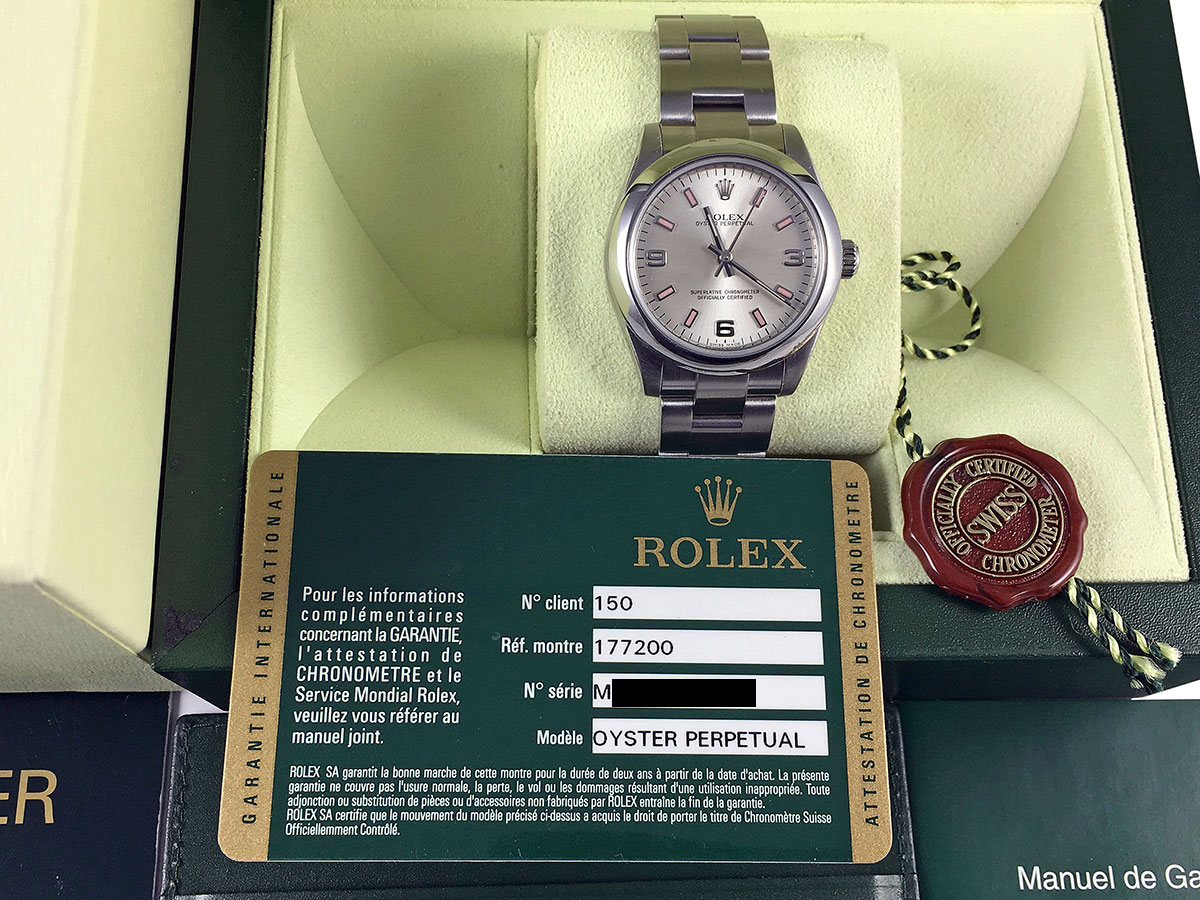 ROLEX
OYSTER PERPETUAL
9
3
SUPERLATIVE CHRONOMETER
OFFICIALLY CERTIFIED
6
SWISS MADE
OFFICIALLY CERTIFIED
SWISS
CHRONOMETER
GARANTIE INTERNATIONALE
ROLEX
Pour les informations
complémentaires
concernant la GARANTIE,
l'attestation de
CHRONOMETRE et le
Service Mondial Rolex,
veuillez vous référer au
manuel joint.
N° client 150
Réf. montre 177200
N° série M
Modèle OYSTER PERPETUAL
ROLEX SA garantit la bonne marche de cette montre pour la durée de deux ans à partir de la date d'achat. La présente
garantie ne couvre pas l'usure normale, la perte, le vol ou les dommages résultant d'une utilisation inappropriée. Toute
adjonction ou substitution de pièces ou d'accessoires non fabriqués par ROLEX entraîne la fin de la garantie.
ROLEX SA certifie que le mouvement du modèle précisé ci-dessus a acquis le droit de porter le titre de Chronomètre Suisse
Officiellement Contrôlé.
ATTESTATION DE CHRONOMETRE
ER
Manuel de Ga